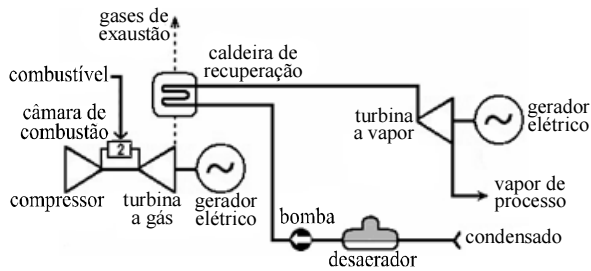 gases de
exaustão
caldeira de
recuperação
combustível
câmara de
combustão
2
compressor
turbina
a gás
gerador
elétrico
turbina
a vapor
gerador
elétrico
vapor de
processo
bomba
desaerador
condensado